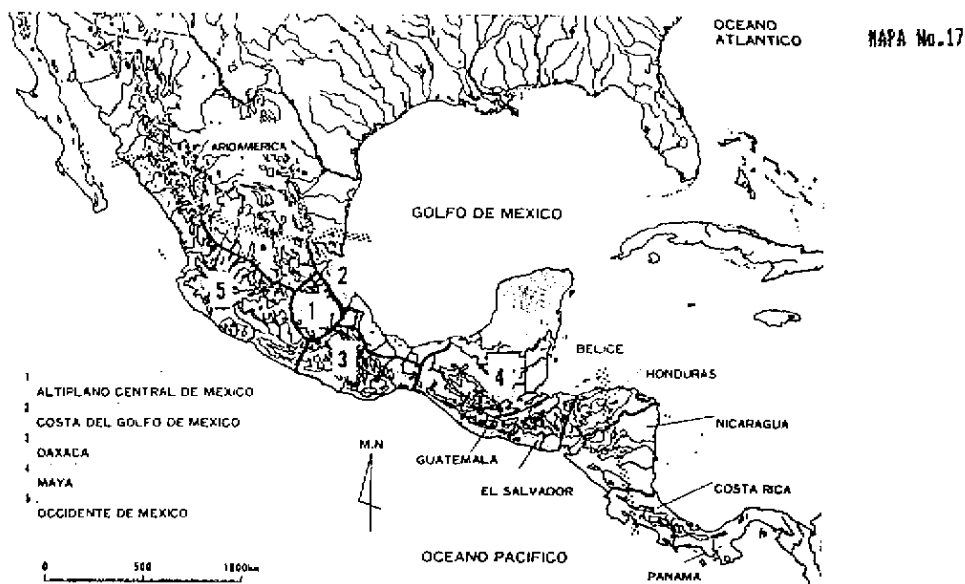 OCEANO
ATLANTICO
MAPA No.17
ARIOAMERICA
GOLFO DE MEXICO
2
5
1
3
4
BELICE
HONDURAS
NICARAGUA
GUATEMALA
EL SALVADOR
COSTA RICA
PANAMA
OCEANO PACIFICO
M.N
1
ALTIPLANO CENTRAL DE MEXICO
2
COSTA DEL GOLFO DE MEXICO
3
OAXACA
4
MAYA
5
OCCIDENTE DE MEXICO
0 500 1000km